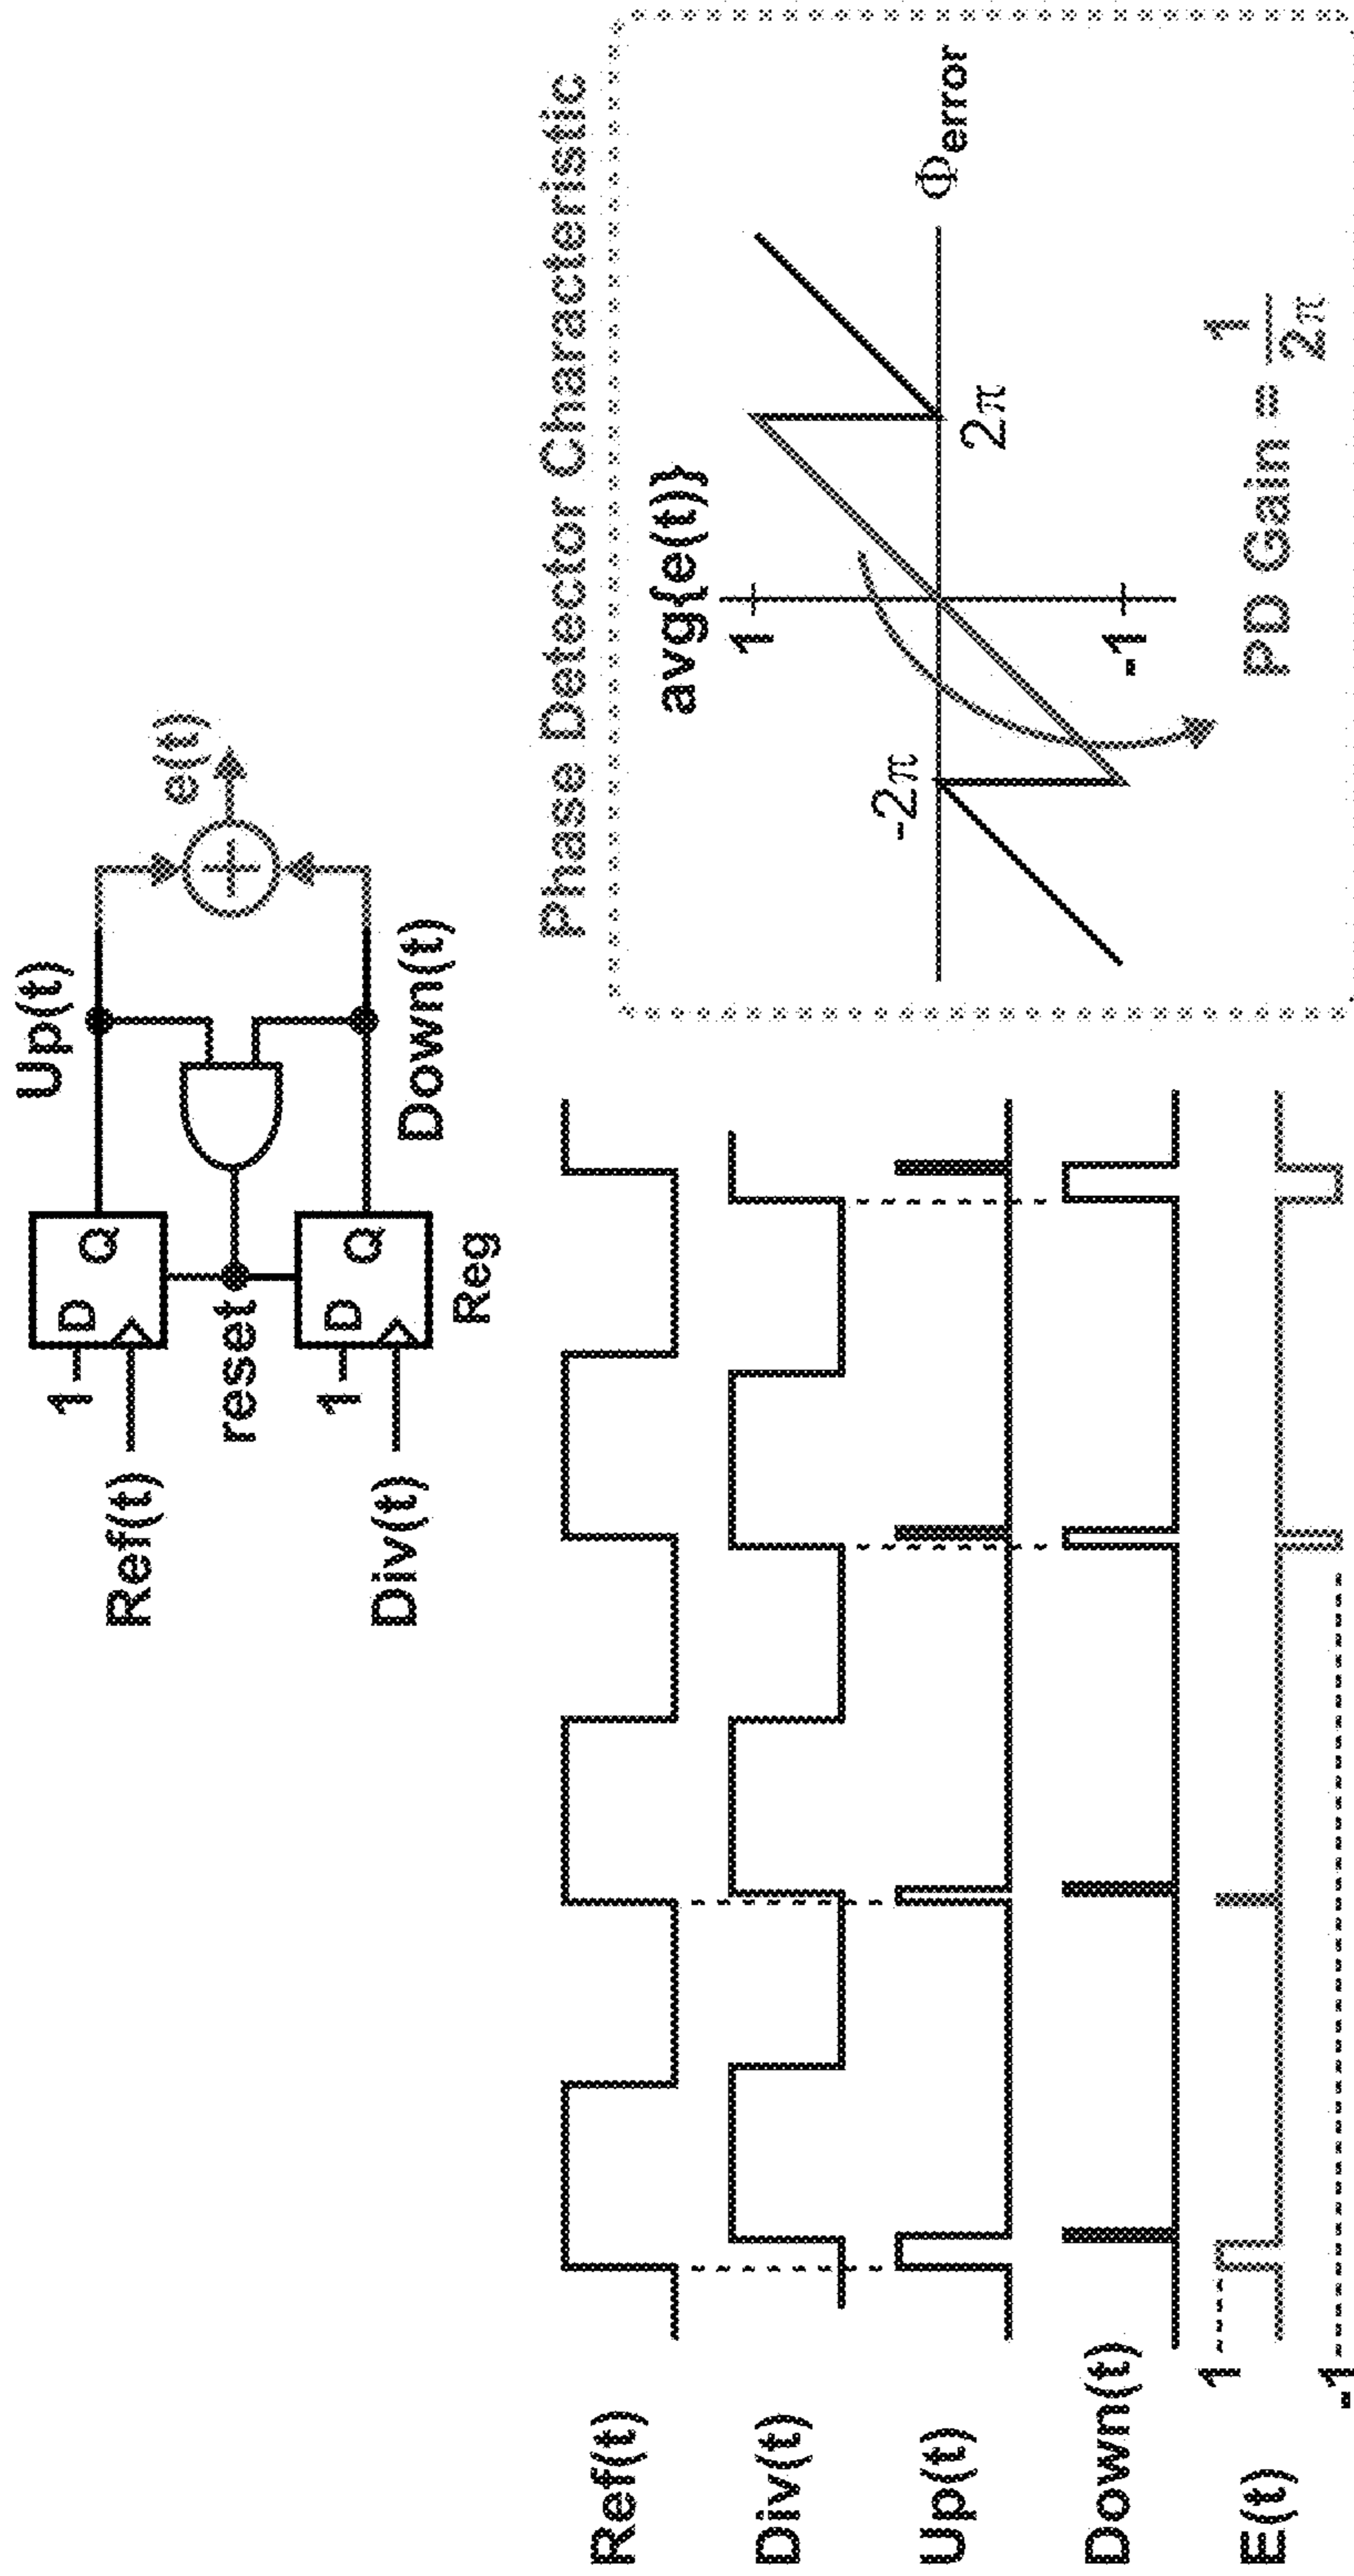 Up(t)
1 D Q
Ref(t)
e(t)
reset
1 D Q
Div(t)
Down(t)
Reg
Ref(t)
Div(t)
Up(t)
Down(t)
1
E(t)
-1
Phase Detector Characteristic
avg{e(t)}
1
-2π
2π
Φerror
-1
PD Gain = 1
2π